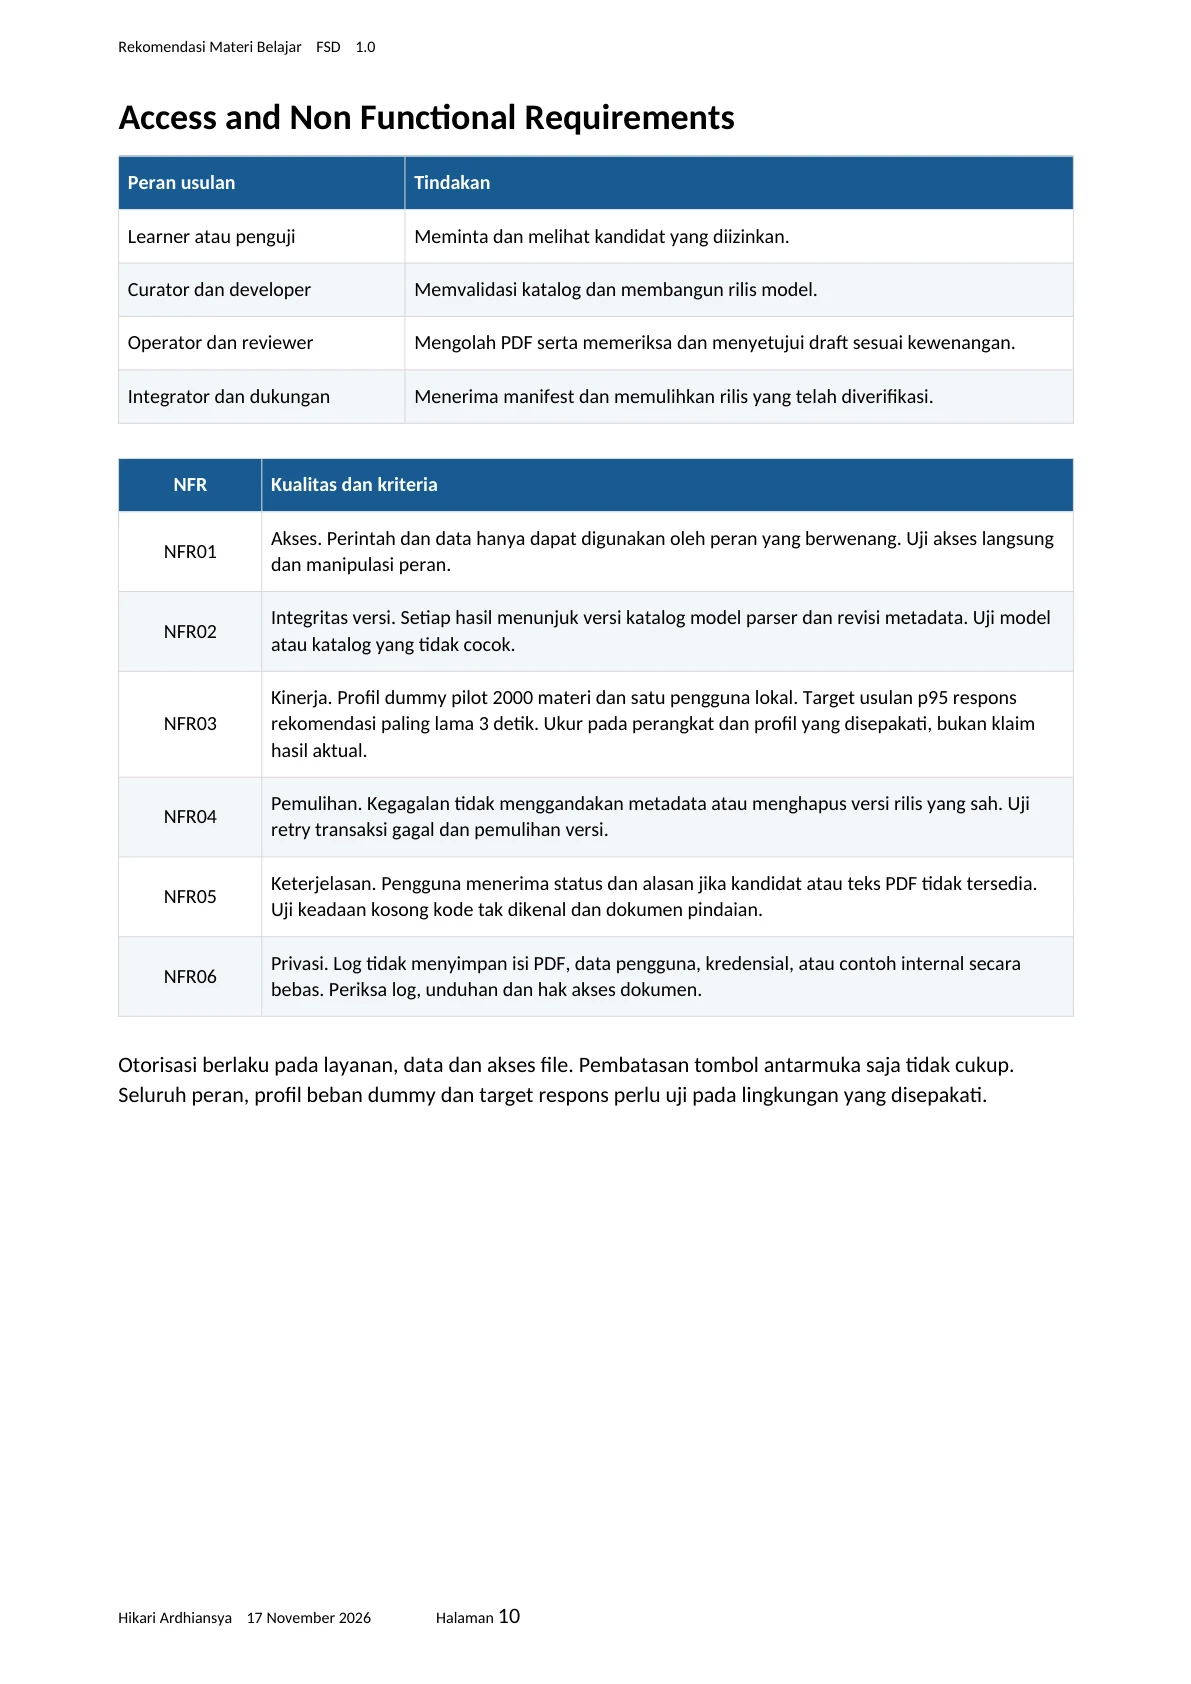 Rekomendasi Materi Belajar FSD 1.0
Access and Non Functional Requirements
Peran usulan Tindakan
Learner atau penguji Meminta dan melihat kandidat yang diizinkan.
Curator dan developer Memvalidasi katalog dan membangun rilis model.
Operator dan reviewer Mengolah PDF serta memeriksa dan menyetujui draft sesuai kewenangan.
Integrator dan dukungan Menerima manifest dan memulihkan rilis yang telah diverifikasi.
NFR Kualitas dan kriteria
NFR01 Akses. Perintah dan data hanya dapat digunakan oleh peran yang berwenang. Uji akses langsung
dan manipulasi peran.
NFR02 Integritas versi. Setiap hasil menunjuk versi katalog model parser dan revisi metadata. Uji model
atau katalog yang tidak cocok.
NFR03 Kinerja. Profil dummy pilot 2000 materi dan satu pengguna lokal. Target usulan p95 respons
rekomendasi paling lama 3 detik. Ukur pada perangkat dan profil yang disepakati, bukan klaim
hasil aktual.
NFR04 Pemulihan. Kegagalan tidak menggandakan metadata atau menghapus versi rilis yang sah. Uji
retry transaksi gagal dan pemulihan versi.
NFR05 Keterjelasan. Pengguna menerima status dan alasan jika kandidat atau teks PDF tidak tersedia.
Uji keadaan kosong kode tak dikenal dan dokumen pindaian.
NFR06 Privasi. Log tidak menyimpan isi PDF, data pengguna, kredensial, atau contoh internal secara
bebas. Periksa log, unduhan dan hak akses dokumen.
Otorisasi berlaku pada layanan, data dan akses file. Pembatasan tombol antarmuka saja tidak cukup.
Seluruh peran, profil beban dummy dan target respons perlu uji pada lingkungan yang disepakati.
Hikari Ardhiansya 17 November 2026 Halaman 10